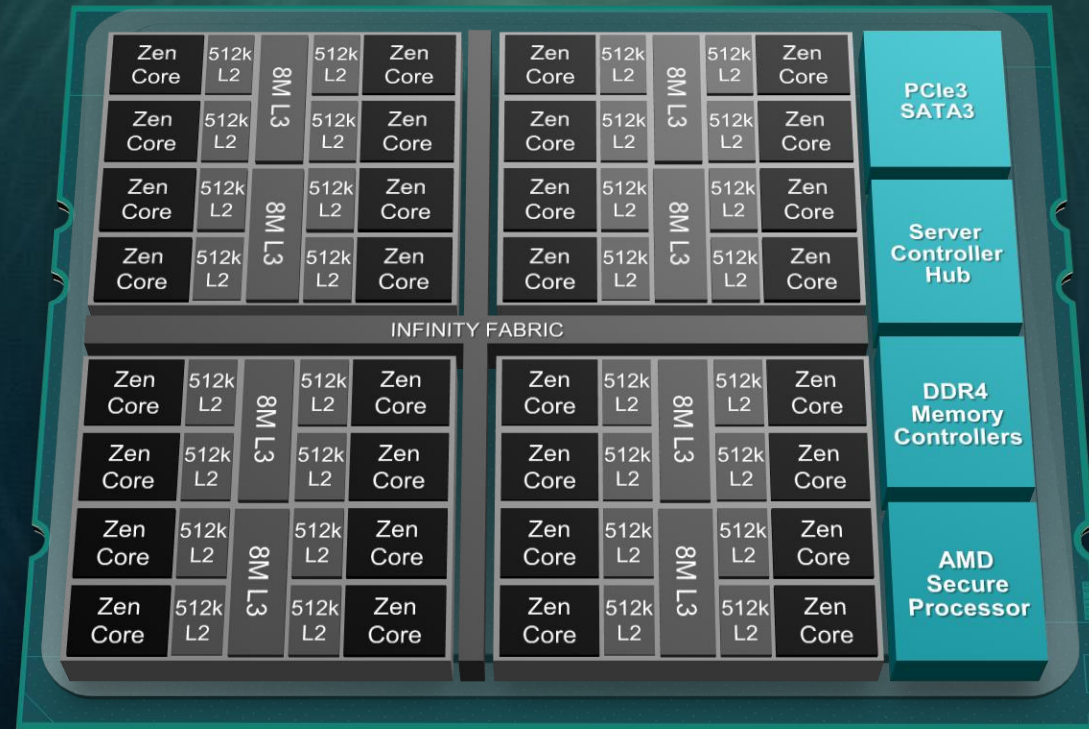 Zen
Core
512k
L2
8M L3
512k
L2
Zen
Core
Zen
Core
512k
L2
512k
L2
Zen
Core
Zen
Core
512k
L2
8M L3
512k
L2
Zen
Core
Zen
Core
512k
L2
512k
L2
Zen
Core
Zen
Core
512k
L2
8M L3
512k
L2
Zen
Core
Zen
Core
512k
L2
512k
L2
Zen
Core
Zen
Core
512k
L2
8M L3
512k
L2
Zen
Core
Zen
Core
512k
L2
512k
L2
Zen
Core
INFINITY FABRIC
Zen
Core
512k
L2
8M L3
512k
L2
Zen
Core
Zen
Core
512k
L2
512k
L2
Zen
Core
Zen
Core
512k
L2
8M L3
512k
L2
Zen
Core
Zen
Core
512k
L2
512k
L2
Zen
Core
Zen
Core
512k
L2
8M L3
512k
L2
Zen
Core
Zen
Core
512k
L2
512k
L2
Zen
Core
Zen
Core
512k
L2
8M L3
512k
L2
Zen
Core
Zen
Core
512k
L2
512k
L2
Zen
Core
PCIe3
SATA3
Server
Controller
Hub
DDR4
Memory
Controllers
AMD
Secure
Processor